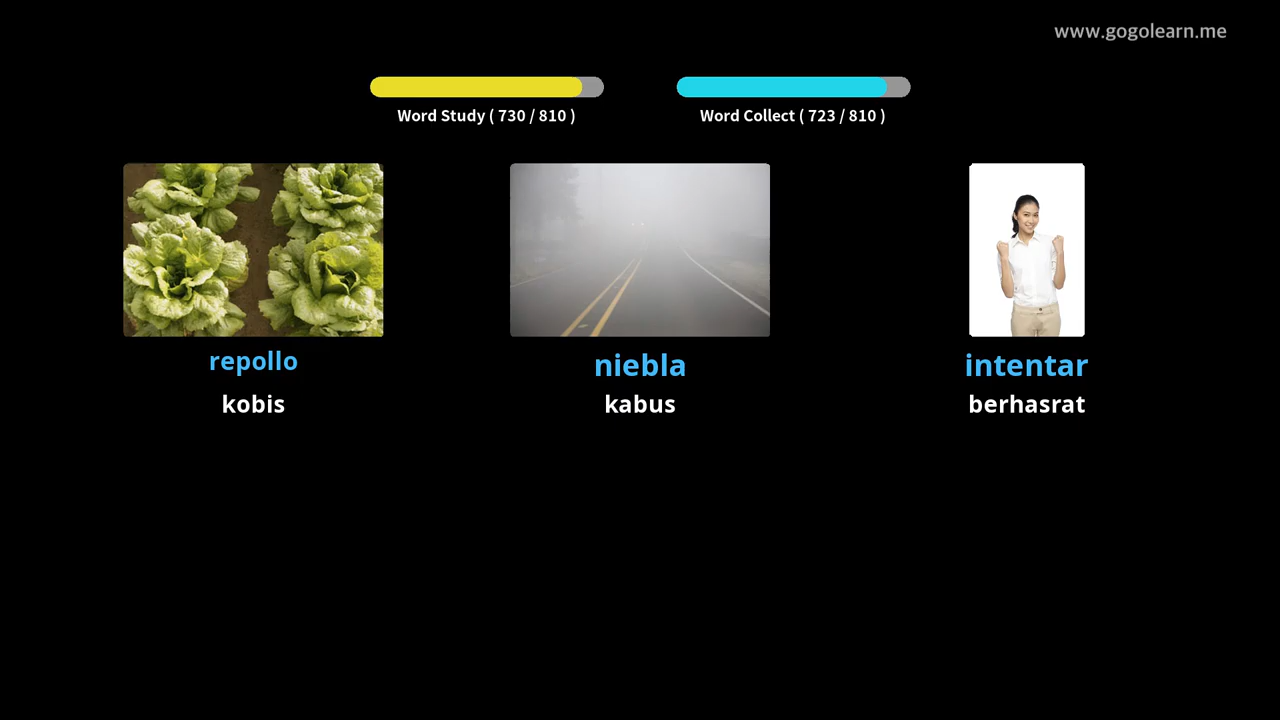 www.gogolearn.me
Word Study ( 730 / 810 )
Word Collect ( 723 / 810 )
repollo
niebla
intentar
kobis
kabus
berhasrat